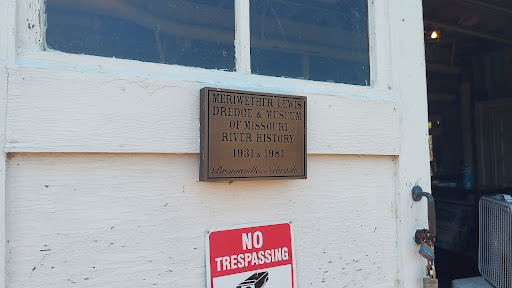 MERIWETHER LEWIS
DREDGE & MUSEUM
OF MISSOURI
RIVER HISTORY
1931 & 1981
Brownville, Nebraska
NO
TRESPASSING